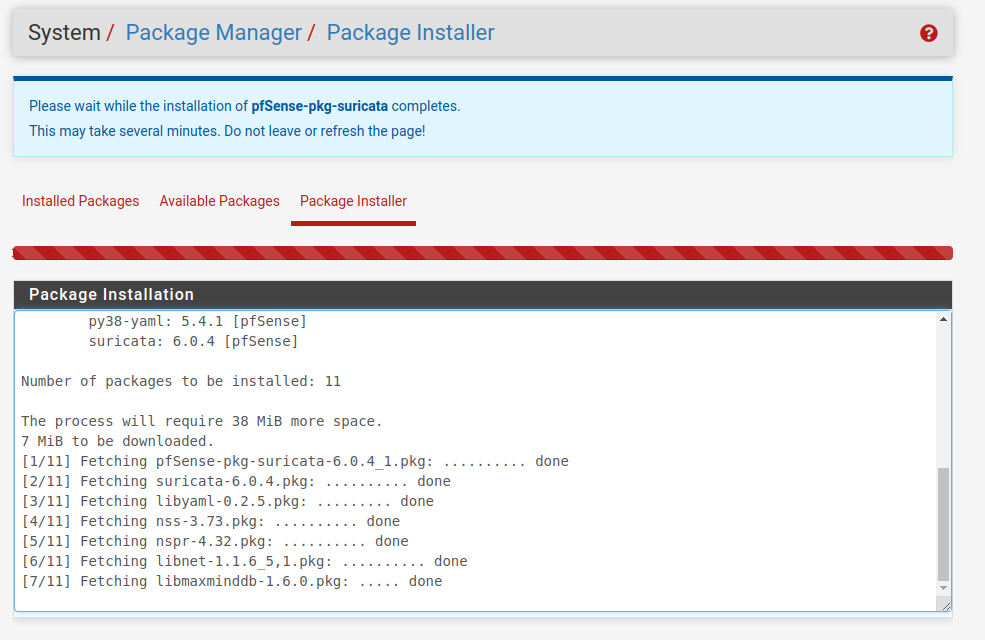 System / Package Manager / Package Installer
?
Please wait while the installation of pfSense-pkg-suricata completes.
This may take several minutes. Do not leave or refresh the page!
Installed Packages Available Packages Package Installer
Package Installation
py38-yaml: 5.4.1 [pfSense]
suricata: 6.0.4 [pfSense]
Number of packages to be installed: 11
The process will require 38 MiB more space.
7 MiB to be downloaded.
[1/11] Fetching pfSense-pkg-suricata-6.0.4_1.pkg: .......... done
[2/11] Fetching suricata-6.0.4.pkg: .......... done
[3/11] Fetching libyaml-0.2.5.pkg: ......... done
[4/11] Fetching nss-3.73.pkg: .......... done
[5/11] Fetching nspr-4.32.pkg: .......... done
[6/11] Fetching libnet-1.1.6_5,1.pkg: .......... done
[7/11] Fetching libmaxminddb-1.6.0.pkg: ..... done